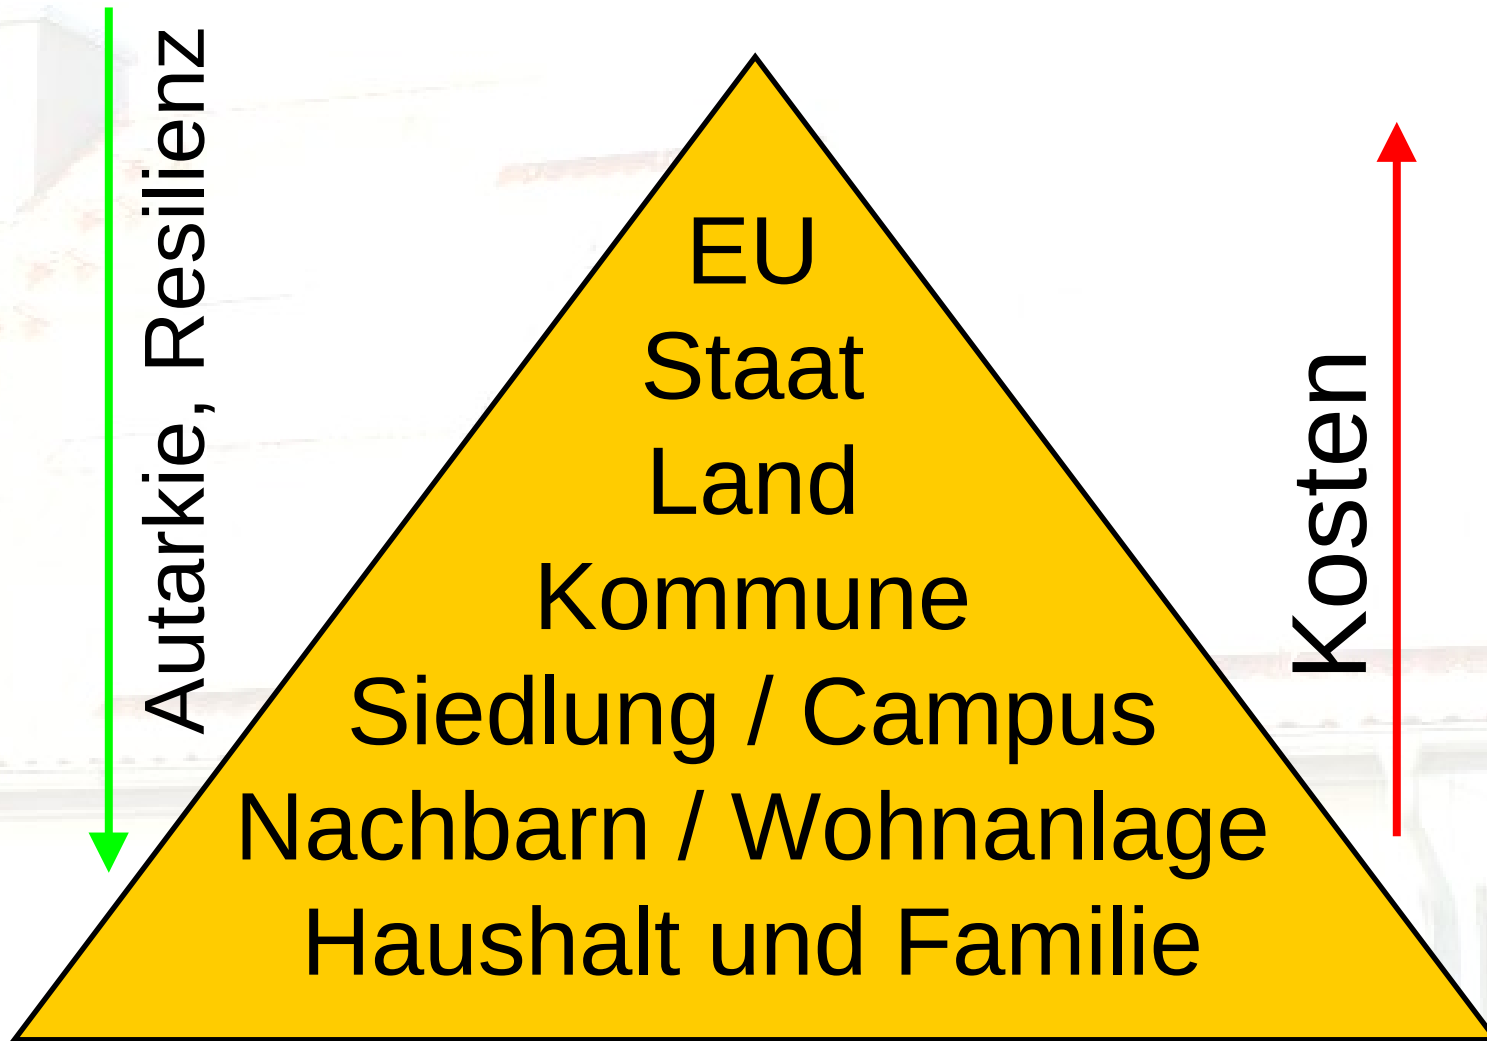 Autarkie, Resilienz
EU
Staat
Land
Kommune
Siedlung / Campus
Nachbarn / Wohnanlage
Haushalt und Familie
Kosten